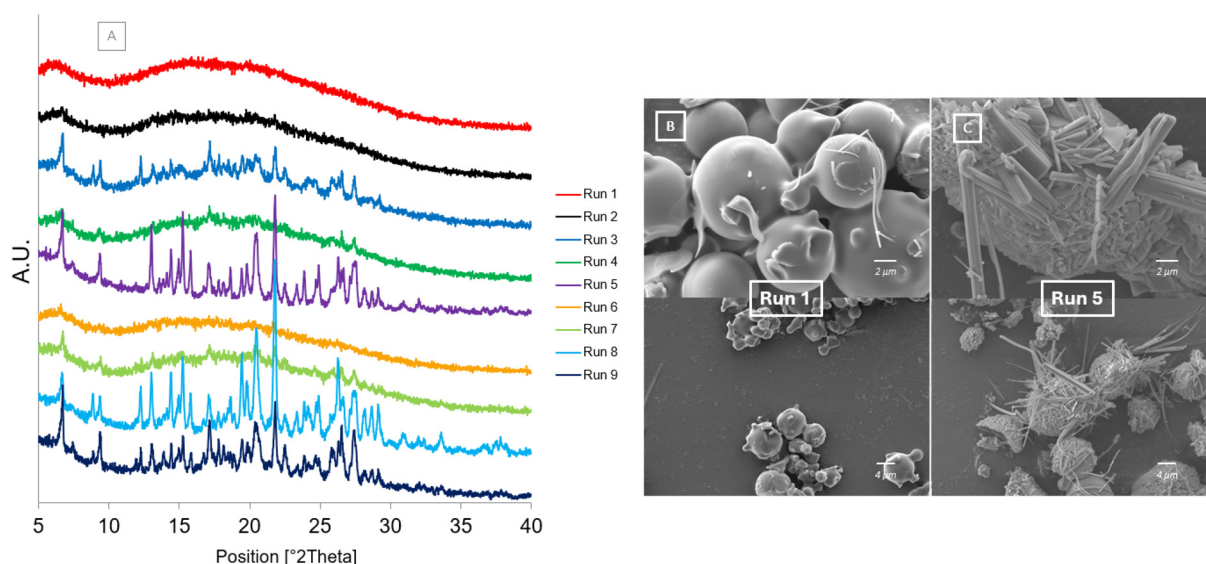 A
A.U.
Run 1
Run 2
Run 3
Run 4
Run 5
Run 6
Run 7
Run 8
Run 9
5 10 15 20 25 30 35 40
Position [°2Theta]
B
2 µm
C
2 µm
Run 1
Run 5
4 µm
4 µm